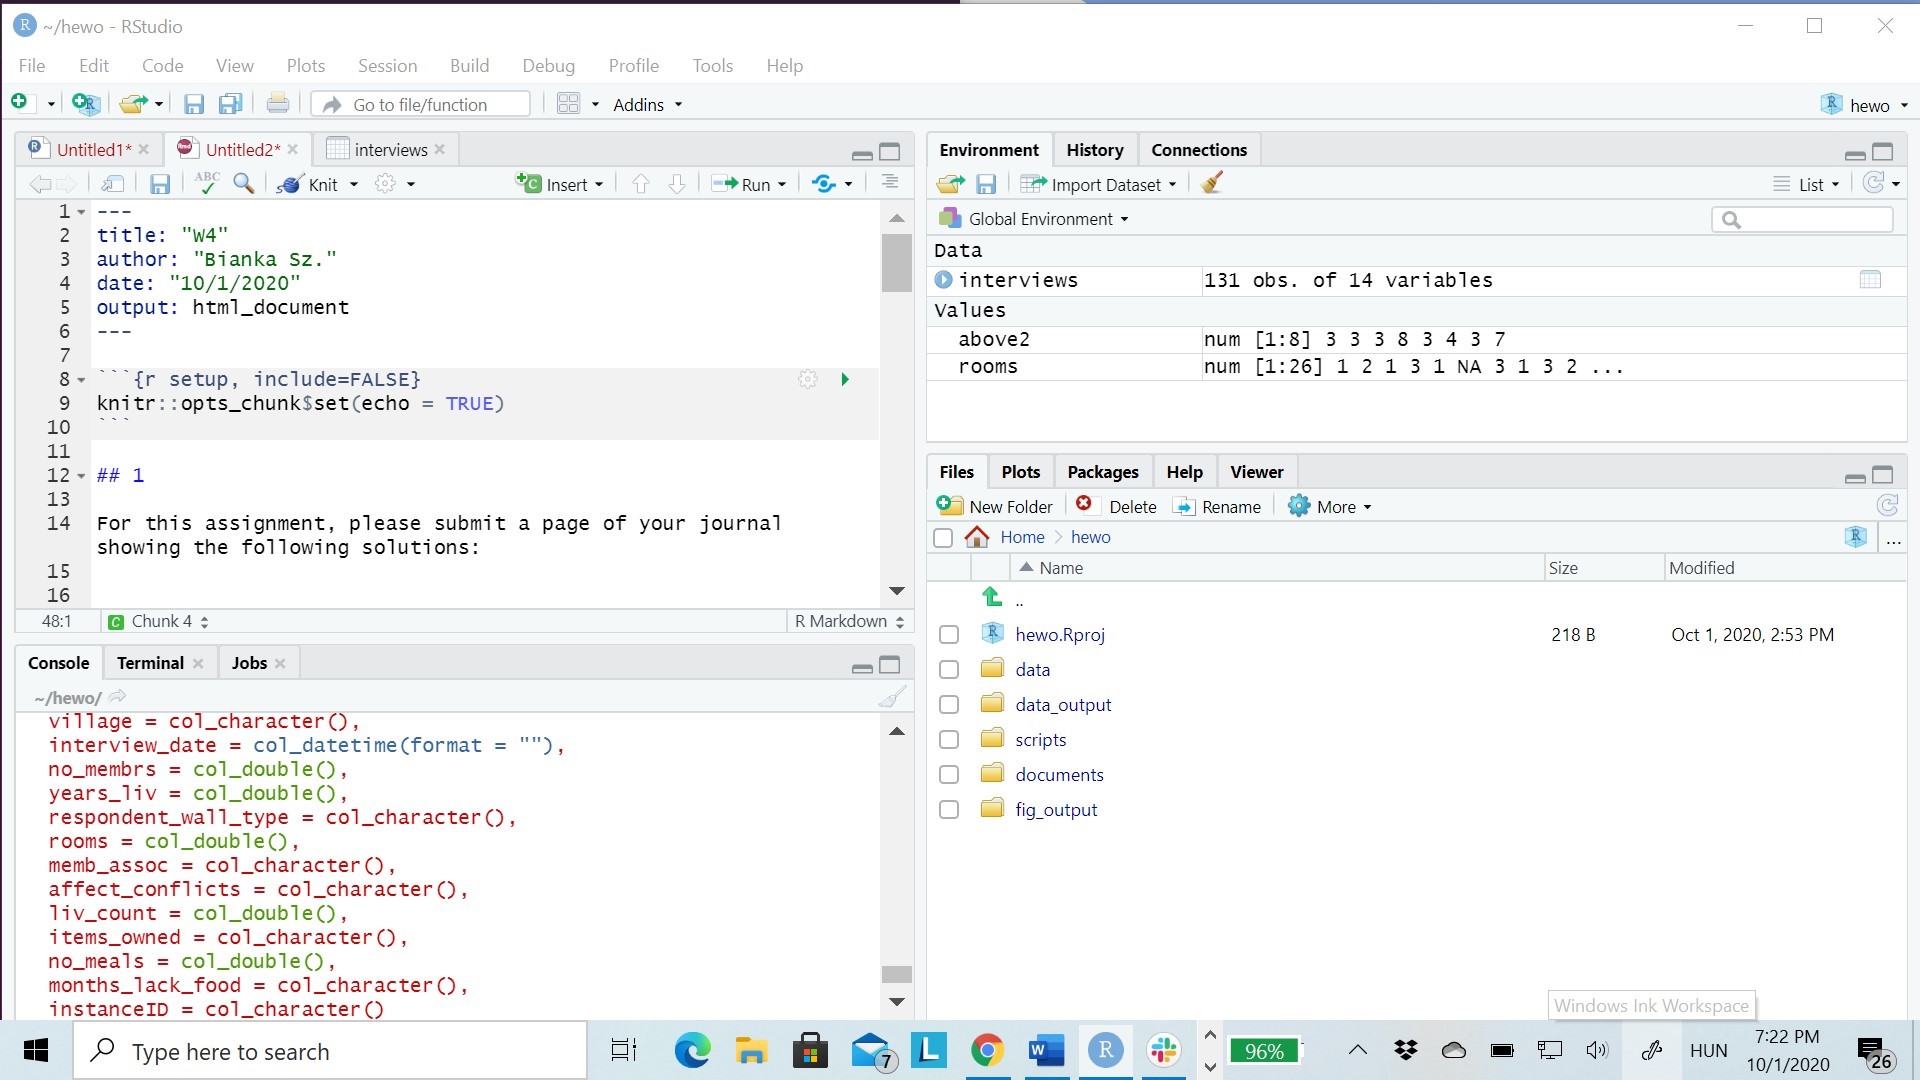 ~/hewo - RStudio
File Edit Code View Plots Session Build Debug Profile Tools Help
Go to file/function Addins hewo
Untitled1* Untitled2* interviews
ABC Knit Insert Run
1 ---
2 title: "W4"
3 author: "Bianka Sz."
4 date: "10/1/2020"
5 output: html_document
6 ---
7
8 ```{r setup, include=FALSE}
9 knitr::opts_chunk$set(echo = TRUE)
10 ```
11
12 ## 1
13
14 For this assignment, please submit a page of your journal
showing the following solutions:
15
16
48:1 C Chunk 4 R Markdown
Console Terminal Jobs
~/hewo/
village = col_character(),
interview_date = col_datetime(format = ""),
no_membrs = col_double(),
years_liv = col_double(),
respondent_wall_type = col_character(),
rooms = col_double(),
memb_assoc = col_character(),
affect_conflicts = col_character(),
liv_count = col_double(),
items_owned = col_character(),
no_meals = col_double(),
months_lack_food = col_character(),
instanceID = col_character()
Environment History Connections
Import Dataset List
Global Environment
Data
interviews 131 obs. of 14 variables
Values
above2 num [1:8] 3 3 3 8 3 4 3 7
rooms num [1:26] 1 2 1 3 1 NA 3 1 3 2 ...
Files Plots Packages Help Viewer
New Folder Delete Rename More
Home > hewo ...
Name Size Modified
..
hewo.Rproj 218 B Oct 1, 2020, 2:53 PM
data
data_output
scripts
documents
fig_output
Windows Ink Workspace
Type here to search 7 L W R 96% HUN 7:22 PM
10/1/2020 26